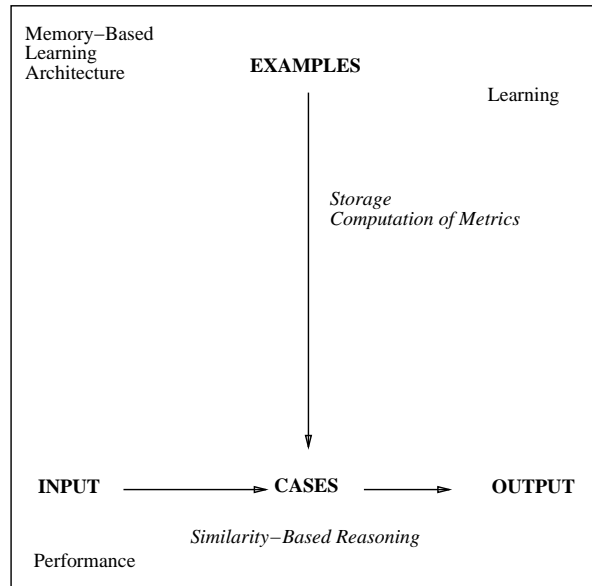 Memory−Based
Learning
Architecture
EXAMPLES
Learning
Storage
Computation of Metrics
INPUT
CASES
OUTPUT
Similarity−Based Reasoning
Performance